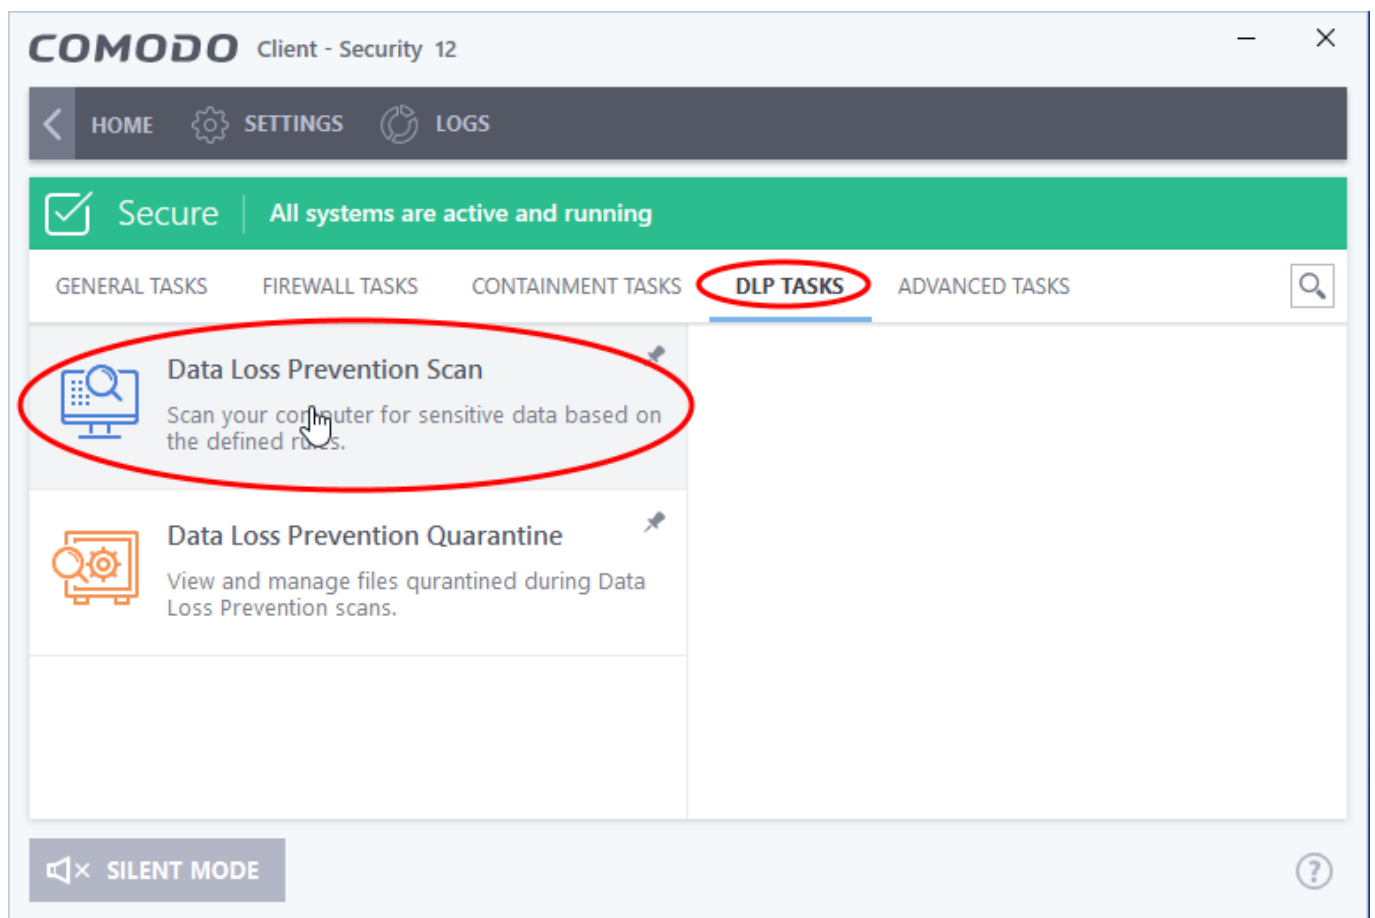 COMODO Client - Security 12
HOME SETTINGS LOGS
Secure All systems are active and running
GENERAL TASKS FIREWALL TASKS CONTAINMENT TASKS DLP TASKS ADVANCED TASKS
Data Loss Prevention Scan
Scan your computer for sensitive data based on
the defined rules.
Data Loss Prevention Quarantine
View and manage files qurantined during Data
Loss Prevention scans.
SILENT MODE
?